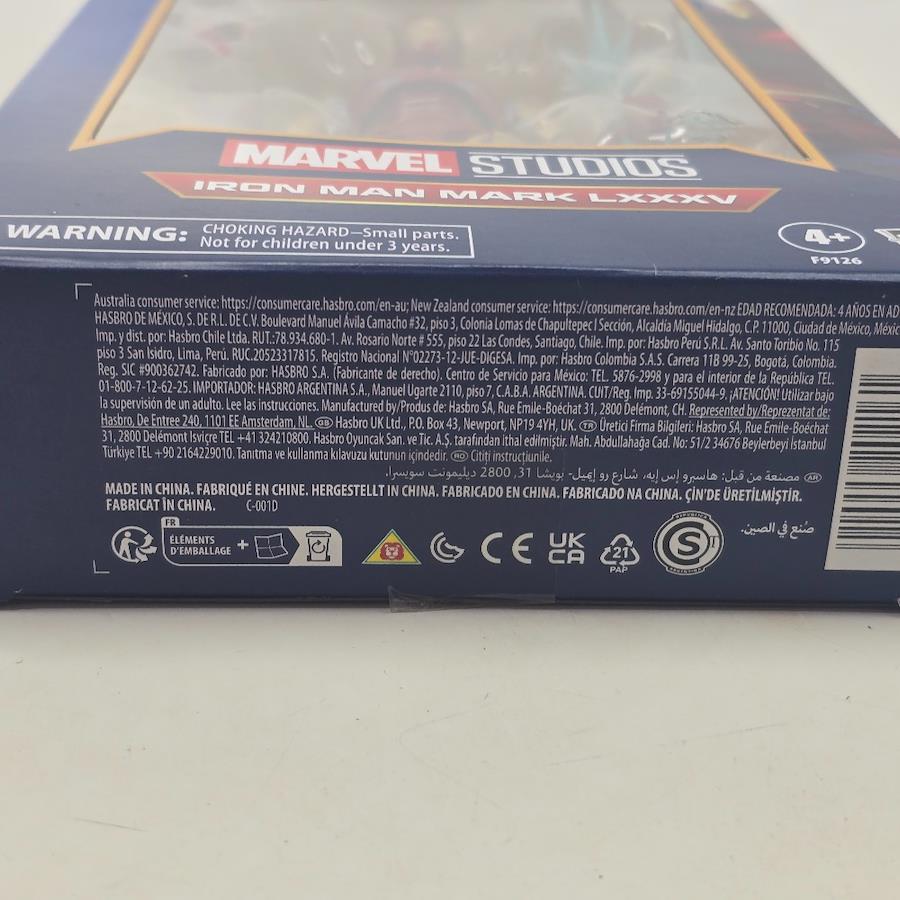 MARVEL STUDIOS
IRON MAN MARK LXXXV
WARNING: CHOKING HAZARD—Small parts.
Not for children under 3 years.
4+
F9126
Australia consumer service: https://consumercare.hasbro.com/en-au; New Zealand consumer service: https://consumercare.hasbro.com/en-nz EDAD RECOMENDADA: 4 AÑOS EN AD
HASBRO DE MÉXICO, S. DE R.L. DE C.V. Boulevard Manuel Ávila Camacho #32, piso 3, Colonia Lomas de Chapultepec I Sección, Alcaldía Miguel Hidalgo, C.P. 11000, Ciudad de México, Méxic
Imp. y dist. por: Hasbro Chile Ltda. RUT.:78.934.680-1. Av. Rosario Norte # 555, piso 22 Las Condes, Santiago, Chile. Imp. por: Hasbro Perú S.R.L. Av. Santo Toribio No. 115
piso 3 San Isidro, Lima, Perú. RUC.20523317815. Registro Nacional N°02273-12-JUE-DIGESA. Imp. por: Hasbro Colombia S.A.S. Carrera 11B 99-25, Bogotá, Colombia.
Reg. SIC #900362742. Fabricado por: HASBRO S.A. (Fabricante de derecho). Centro de Servicio para México: TEL. 5876-2998 y para el interior de la República TEL.
01-800-7-12-62-25. IMPORTADOR: HASBRO ARGENTINA S.A., Manuel Ugarte 2110, piso7, C.A.B.A. ARGENTINA. CUIT/Reg. Imp. 33-69155044-9. ¡ATENCIÓN! Utilizar bajo
la supervisión de un adulto. Lee las instrucciones. Manufactured by/Produs de: Hasbro SA, Rue Emile-Boéchat 31, 2800 Delémont, CH. Represented by/Reprezentat de:
Hasbro, De Entree 240, 1101 EE Amsterdam, NL. GB Hasbro UK Ltd., P.O. Box 43, Newport, NP19 4YH, UK. TR Üretici Firma Bilgileri: Hasbro SA, Rue Emile-Boéchat
31, 2800 Delémont İsviçre TEL +41 324210800. Hasbro Oyuncak San. ve Tic. A.Ş. tarafından ithal edilmiştir. Mah. Abdullahağa Cad. No: 51/2 34676 Beylerbeyi İstanbul
Türkiye TEL +90 2164229010. Tanıtma ve kullanma kılavuzu kutunun içindedir. RO Citiţi instrucţiunile.
AR مصنعة من قبل: هاسبرو إس إيه، شارع رو إميل- بويشا 31، 2800 ديليمونت سويسرا.
MADE IN CHINA. FABRIQUÉ EN CHINE. HERGESTELLT IN CHINA. FABRICADO EN CHINA. FABRICADO NA CHINA. ÇİN'DE ÜRETİLMİŞTİR.
FABRICAT ÎN CHINA. C-001D
صُنع في الصين.
FR
ÉLÉMENTS
D'EMBALLAGE +
CE
UK
CA
21
PAP
S